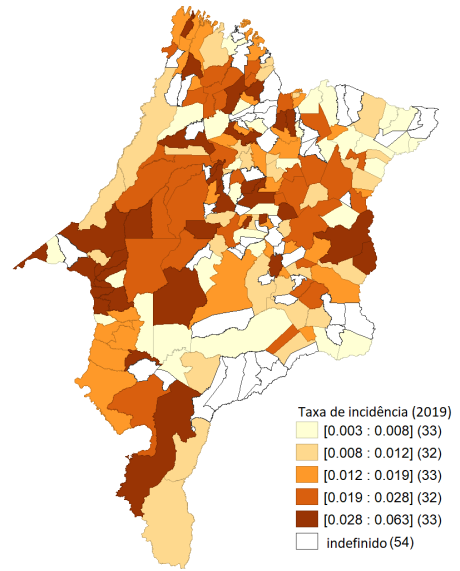 Taxa de incidência (2019)
[0.003 : 0.008] (33)
[0.008 : 0.012] (32)
[0.012 : 0.019] (33)
[0.019 : 0.028] (32)
[0.028 : 0.063] (33)
indefinido (54)